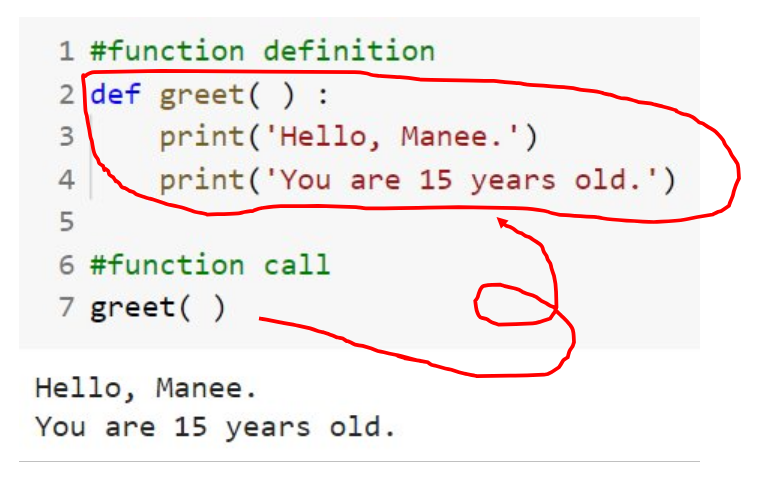 1 #function definition
2 def greet( ) :
3     print('Hello, Manee.')
4     print('You are 15 years old.')
5
6 #function call
7 greet( )
Hello, Manee.
You are 15 years old.